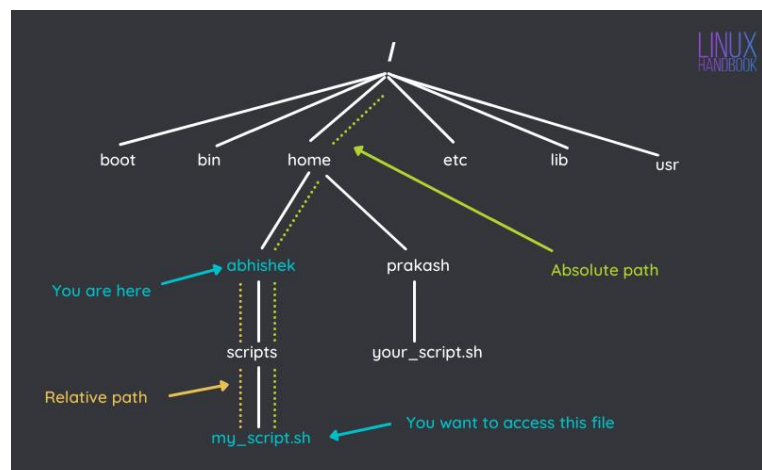 /
LINUX
HANDBOOK
boot bin home etc lib usr
abhishek prakash
Absolute path
You are here
scripts your_script.sh
Relative path
my_script.sh You want to access this file